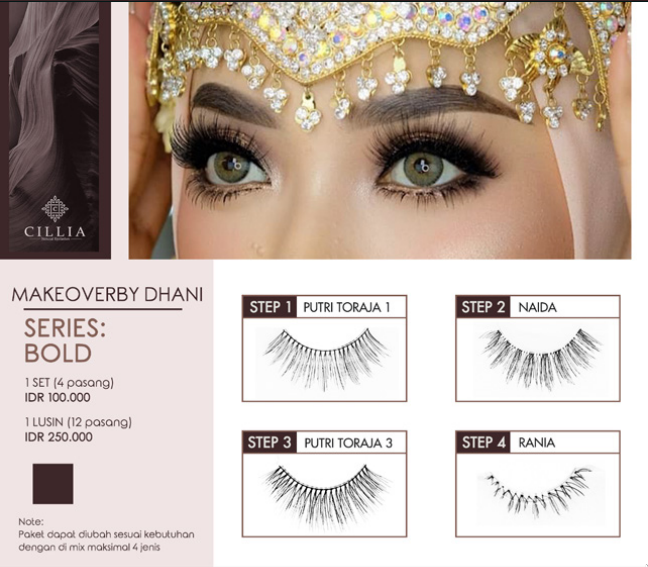 CILLIA
MAKEOVERBY DHANI
SERIES:
BOLD
1 SET (4 pasang)
IDR 100.000
1 LUSIN (12 pasang)
IDR 250.000
Note:
Paket dapat diubah sesuai kebutuhan
dengan di mix maksimal 4 jenis
STEP 1 PUTRI TORAJA 1
STEP 2 NAIDA
STEP 3 PUTRI TORAJA 3
STEP 4 RANIA